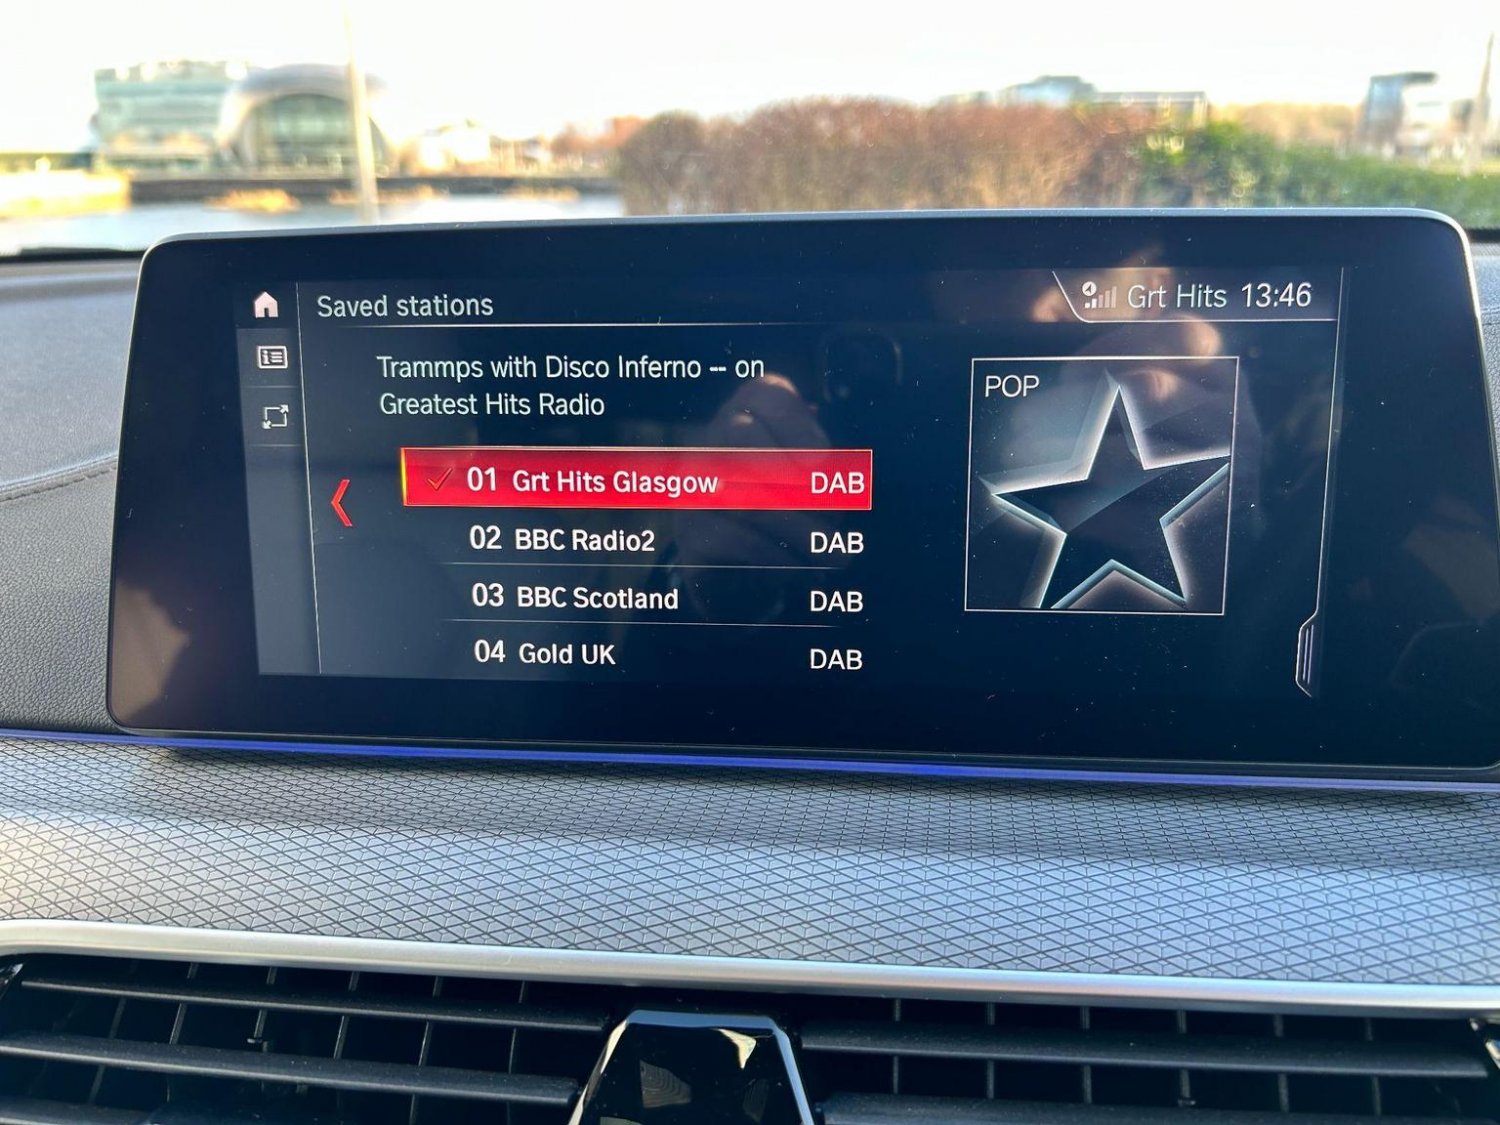 Saved stations
Grt Hits 13:46
Trammps with Disco Inferno -- on
Greatest Hits Radio
POP
01 Grt Hits Glasgow DAB
02 BBC Radio2 DAB
03 BBC Scotland DAB
04 Gold UK DAB